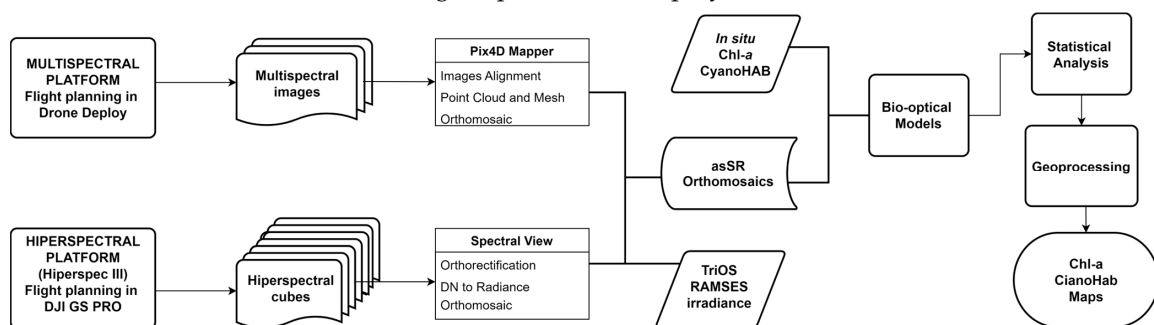 MULTISPECTRAL
PLATFORM
Flight planning in
Drone Deploy
Multispectral
images
Pix4D Mapper
Images Alignment
Point Cloud and Mesh
Orthomosaic
In situ
Chl-a
CyanoHAB
asSR
Orthomosaics
Bio-optical
Models
Statistical
Analysis
Geoprocessing
HIPERSPECTRAL
PLATFORM
(Hiperspec III)
Flight planning in
DJI GS PRO
Hiperspectral
cubes
Spectral View
Orthorectification
DN to Radiance
Orthomosaic
TriOS
RAMSES
irradiance
Chl-a
CianoHab
Maps